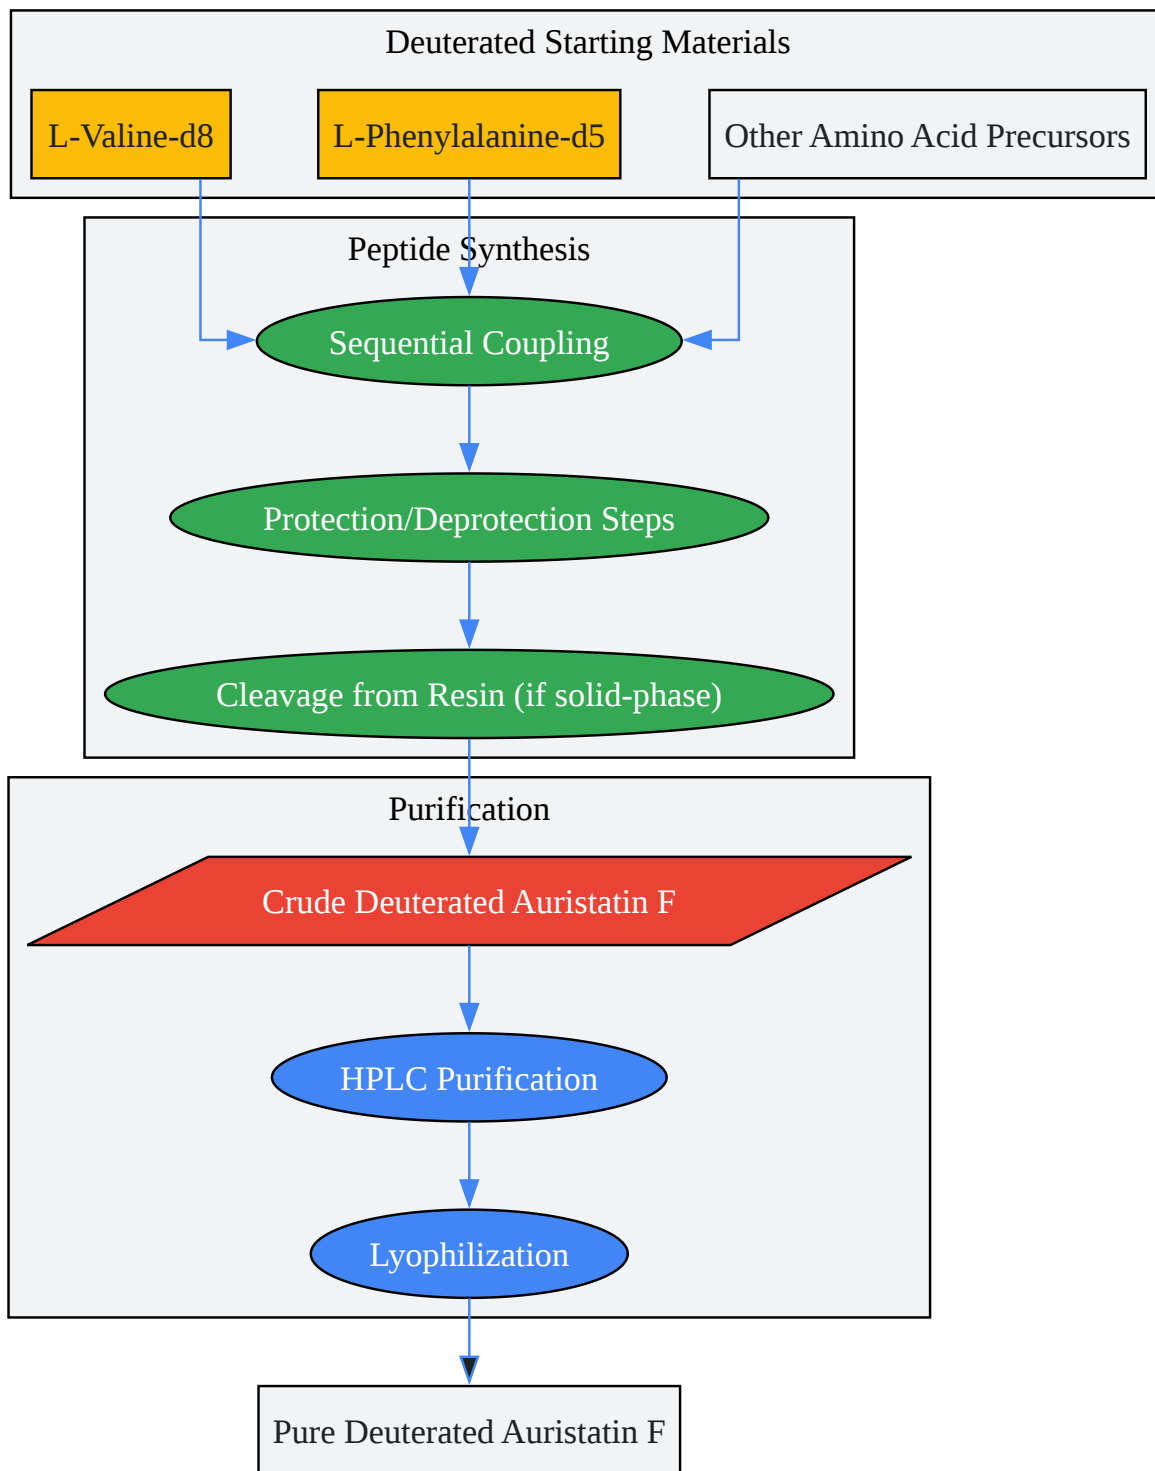 Deuterated Starting Materials
L-Valine-d8
L-Phenylalanine-d5
Other Amino Acid Precursors
Peptide Synthesis
Sequential Coupling
Protection/Deprotection Steps
Cleavage from Resin (if solid-phase)
Purification
Crude Deuterated Auristatin F
HPLC Purification
Lyophilization
Pure Deuterated Auristatin F